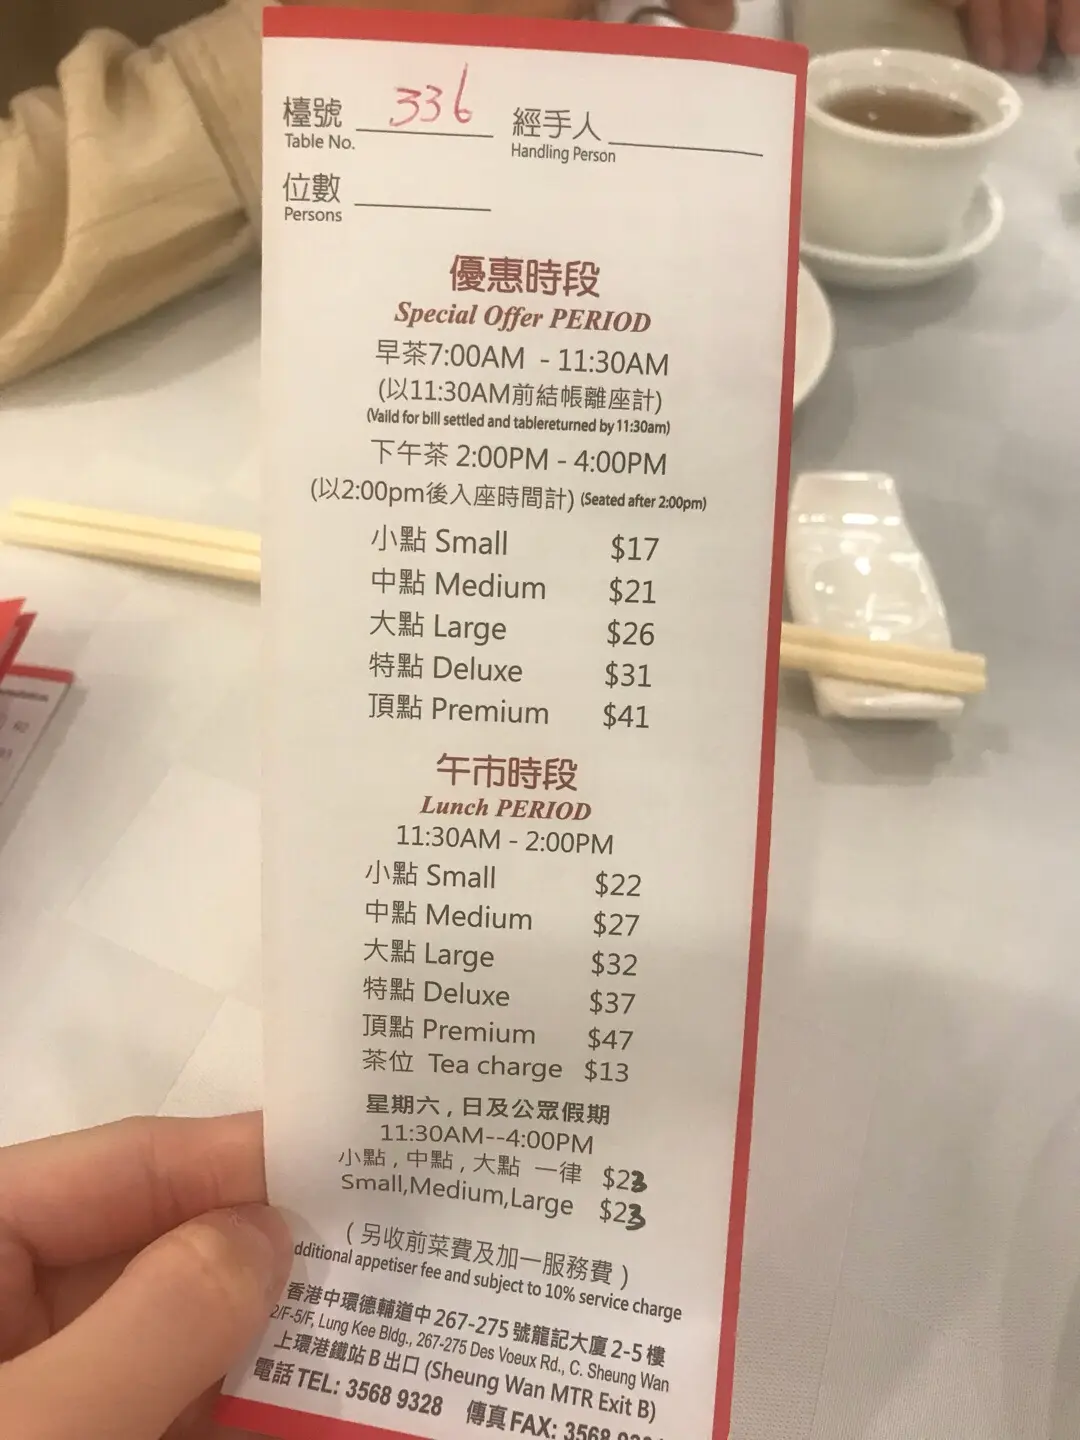 檯號 336 經手人
Table No. Handling Person
位數
Persons
優惠時段
Special Offer PERIOD
早茶7:00AM - 11:30AM
(以11:30AM前結帳離座計)
(Vaild for bill settled and tablereturned by 11:30am)
下午茶 2:00PM - 4:00PM
(以2:00pm後入座時間計) (Seated after 2:00pm)
小點 Small $17
中點 Medium $21
大點 Large $26
特點 Deluxe $31
頂點 Premium $41
午市時段
Lunch PERIOD
11:30AM - 2:00PM
小點 Small $22
中點 Medium $27
大點 Large $32
特點 Deluxe $37
頂點 Premium $47
茶位 Tea charge $13
星期六 , 日及公眾假期
11:30AM--4:00PM
小點 , 中點 , 大點 一律 $23
Small,Medium,Large $23
( 另收前菜費及加一服務費 )
dditional appetiser fee and subject to 10% service charge
香港中環德輔道中 267-275 號龍記大廈 2-5 樓
2/F-5/F, Lung Kee Bldg., 267-275 Des Voeux Rd., C. Sheung Wan
上環港鐵站 B 出口 (Sheung Wan MTR Exit B)
電話 TEL: 3568 9328 傳真 FAX: 3568